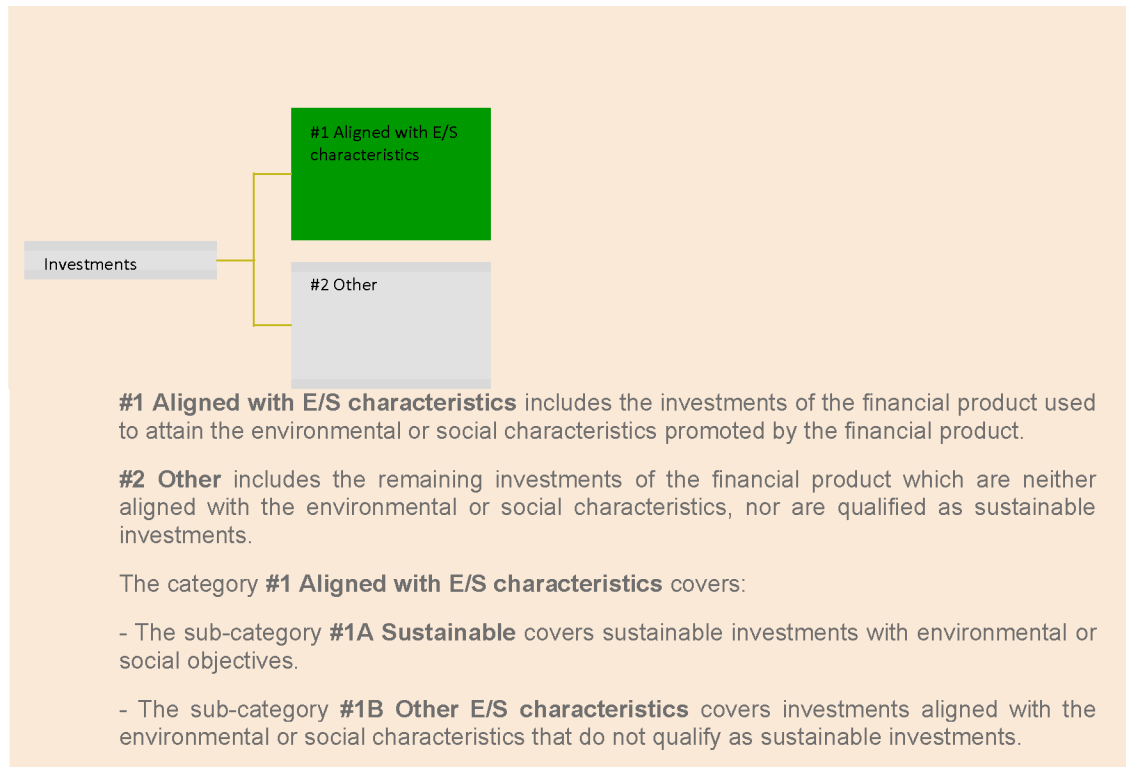 #1 Aligned with E/S
characteristics
Investments
#2 Other
#1 Aligned with E/S characteristics includes the investments of the financial product used
to attain the environmental or social characteristics promoted by the financial product.
#2 Other includes the remaining investments of the financial product which are neither
aligned with the environmental or social characteristics, nor are qualified as sustainable
investments.
The category #1 Aligned with E/S characteristics covers:
- The sub-category #1A Sustainable covers sustainable investments with environmental or
social objectives.
- The sub-category #1B Other E/S characteristics covers investments aligned with the
environmental or social characteristics that do not qualify as sustainable investments.